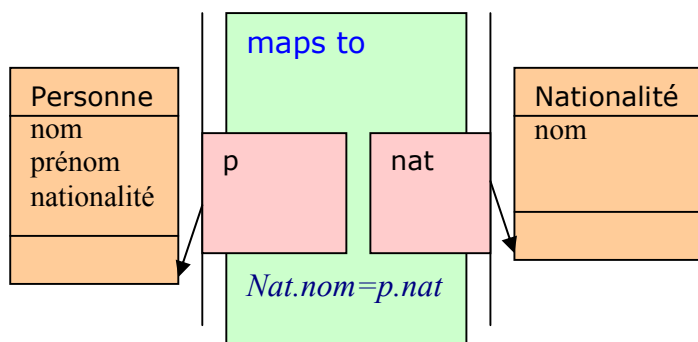 maps to
Personne
nom
prénom
nationalité
p
nat
Nationalité
nom
Nat.nom=p.nat